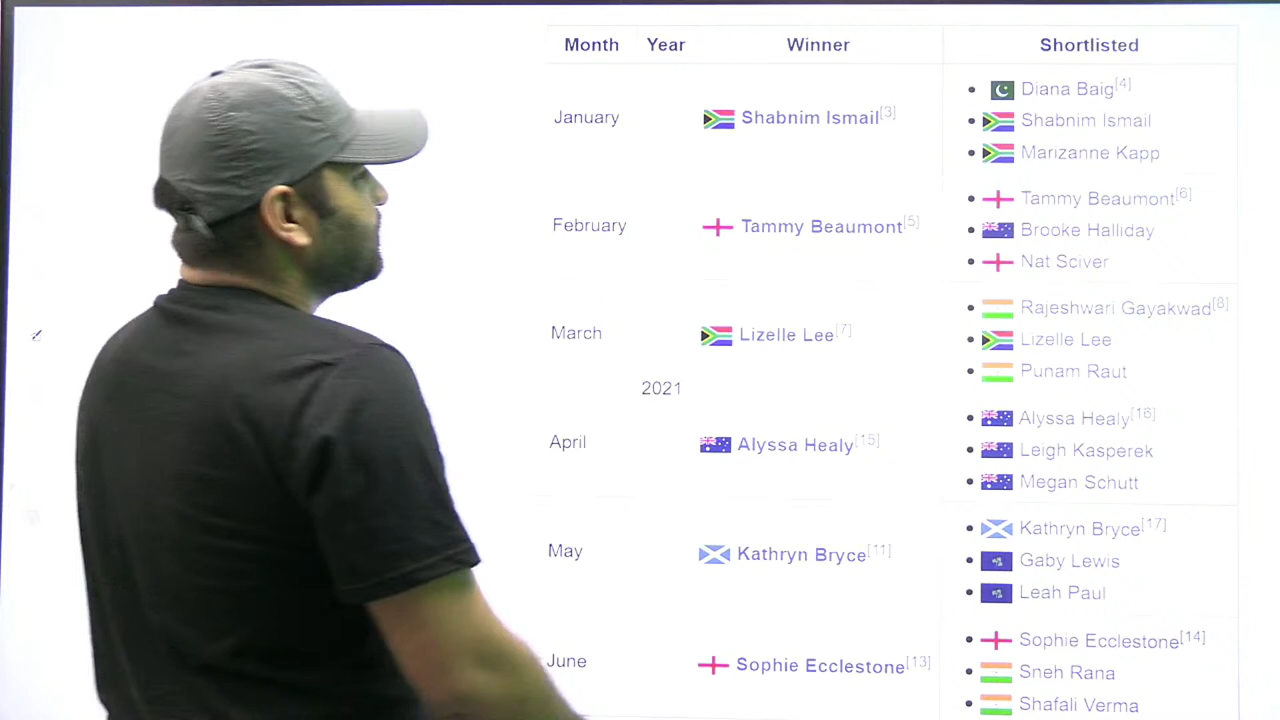 Month Year Winner Shortlisted
January Shabnim Ismail[3]
Diana Baig[4]
Shabnim Ismail
Marizanne Kapp
February Tammy Beaumont[5]
Tammy Beaumont[6]
Brooke Halliday
Nat Sciver
March Lizelle Lee[7]
Rajeshwari Gayakwad[8]
Lizelle Lee
Punam Raut
2021
April Alyssa Healy[15]
Alyssa Healy[16]
Leigh Kasperek
Megan Schutt
May Kathryn Bryce[11]
Kathryn Bryce[17]
Gaby Lewis
Leah Paul
June Sophie Ecclestone[13]
Sophie Ecclestone[14]
Sneh Rana
Shafali Verma